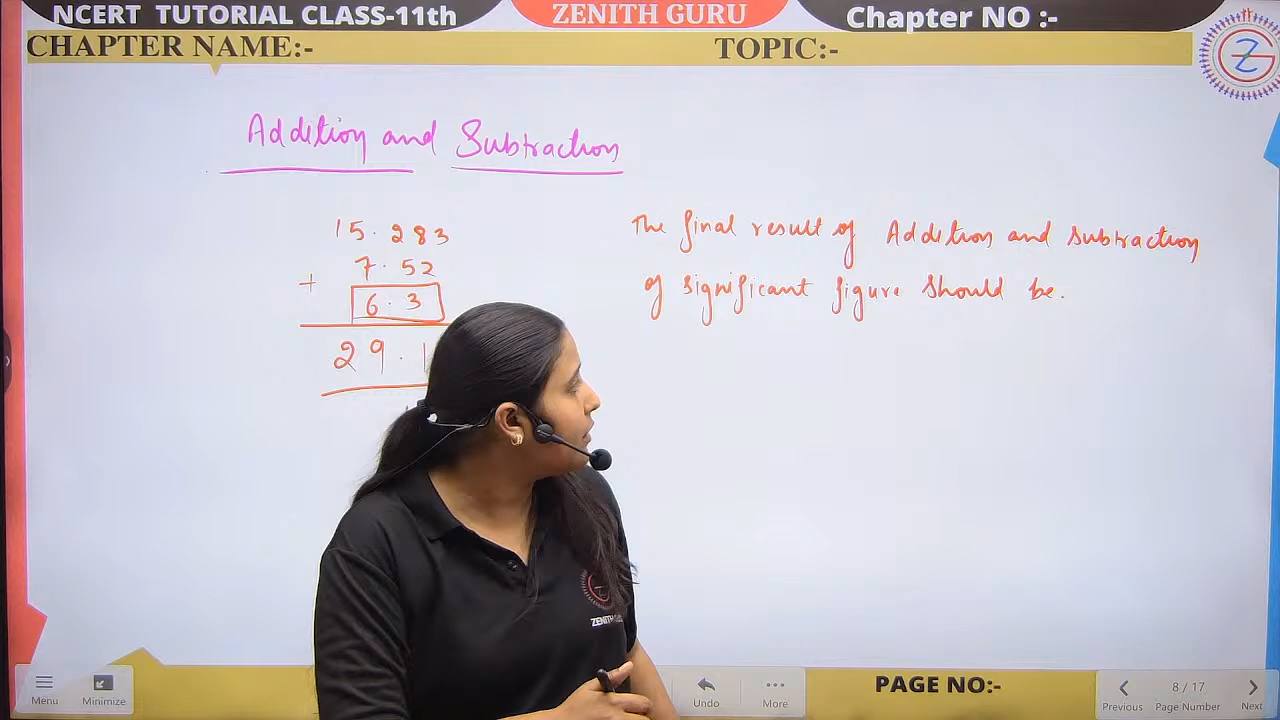 NCERT TUTORIAL CLASS-11th
ZENITH GURU
Chapter NO :-
CHAPTER NAME:-
TOPIC:-
Addition and Subtraction
15.283
7.52
+
6.3
29.1
The final result of Addition and subtraction
of significant figure should be.
ZENITH
Menu
Minimize
Undo
More
PAGE NO:-
8 / 17
Previous
Page Number
Next